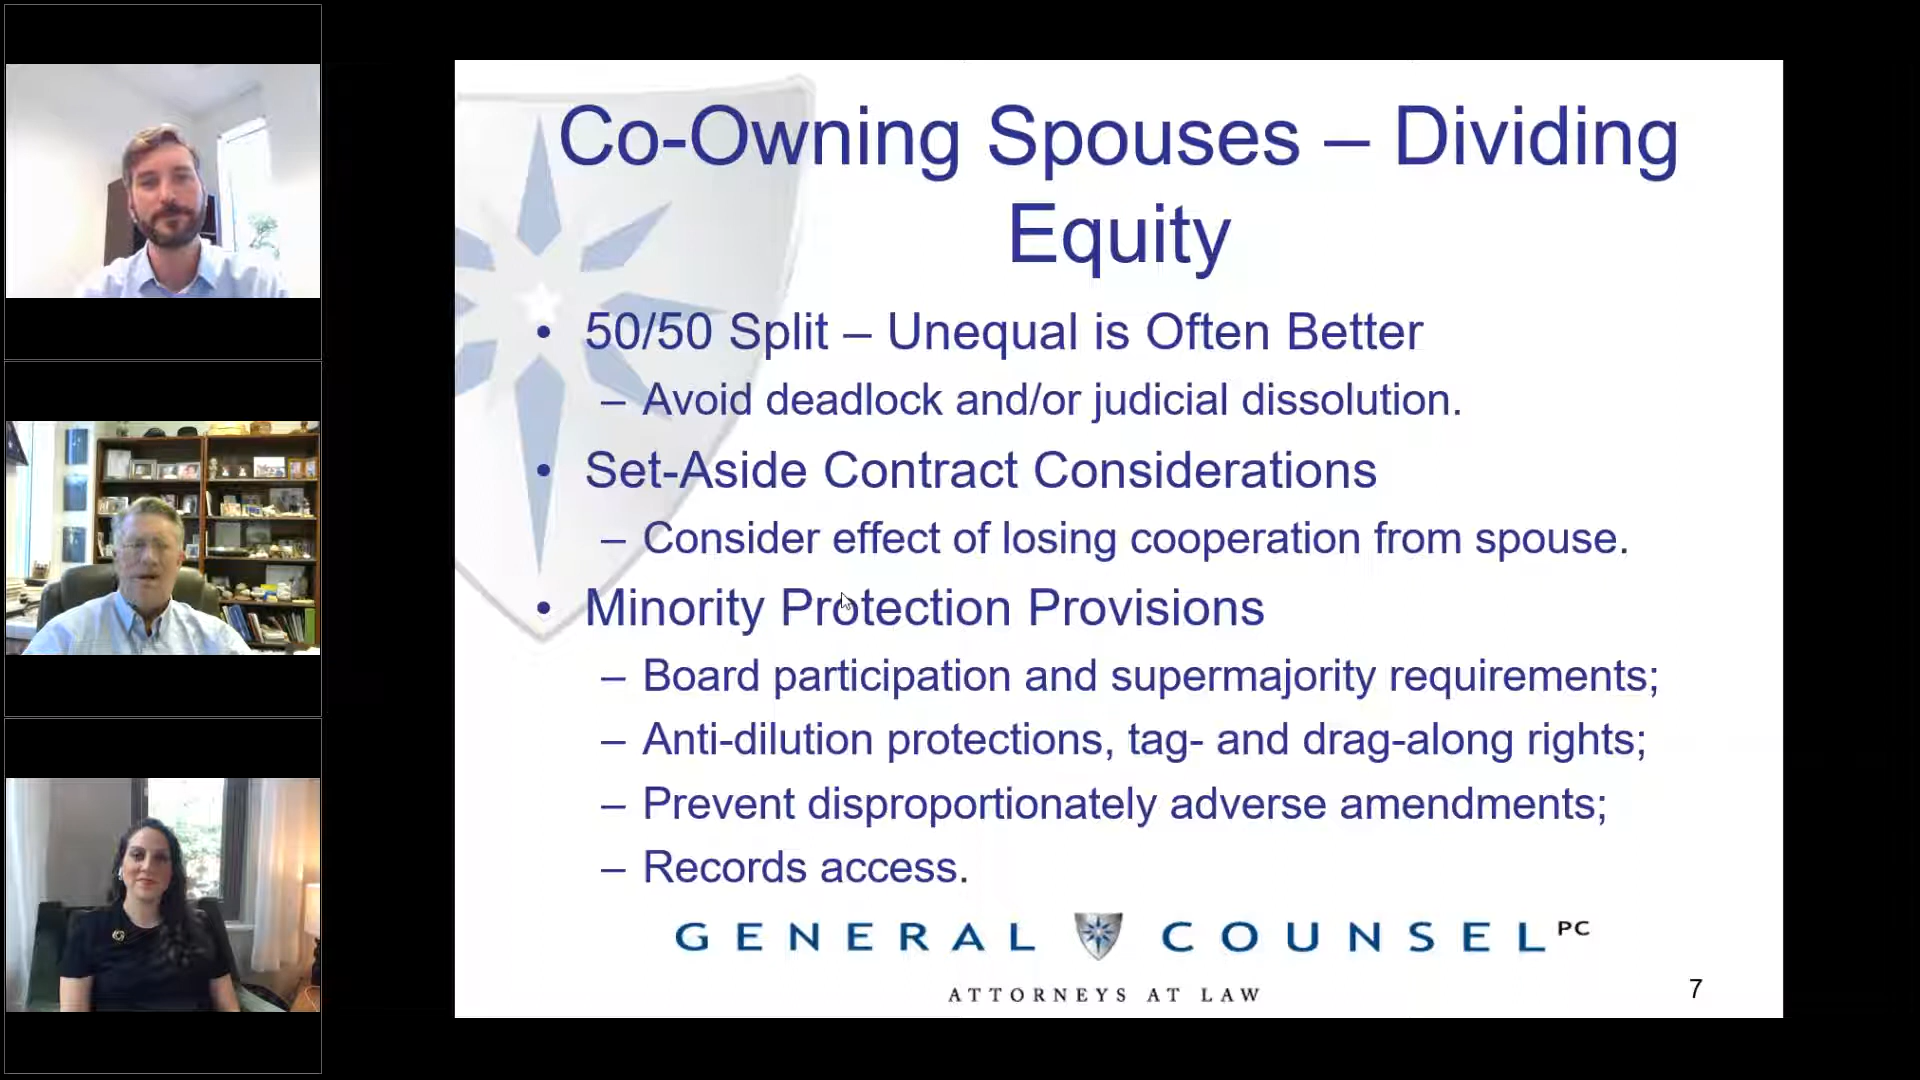 Co-Owning Spouses – Dividing
Equity
• 50/50 Split – Unequal is Often Better
– Avoid deadlock and/or judicial dissolution.
• Set-Aside Contract Considerations
– Consider effect of losing cooperation from spouse.
• Minority Protection Provisions
– Board participation and supermajority requirements;
– Anti-dilution protections, tag- and drag-along rights;
– Prevent disproportionately adverse amendments;
– Records access.
GENERAL COUNSEL PC
ATTORNEYS AT LAW
7